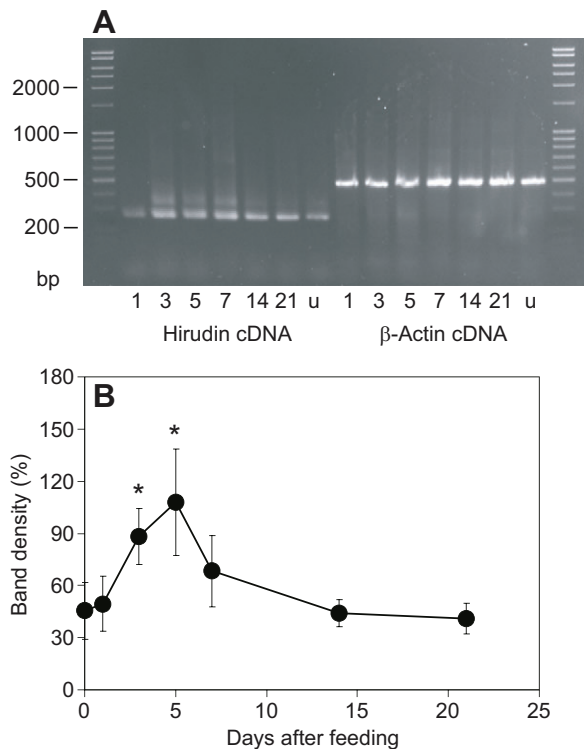 A
2000
1000
500
200
bp
1 3 5 7 14 21 u 1 3 5 7 14 21 u
Hirudin cDNA β-Actin cDNA
B
180
150
120
90
60
30
0
* *
Band density (%)
0 5 10 15 20 25
Days after feeding